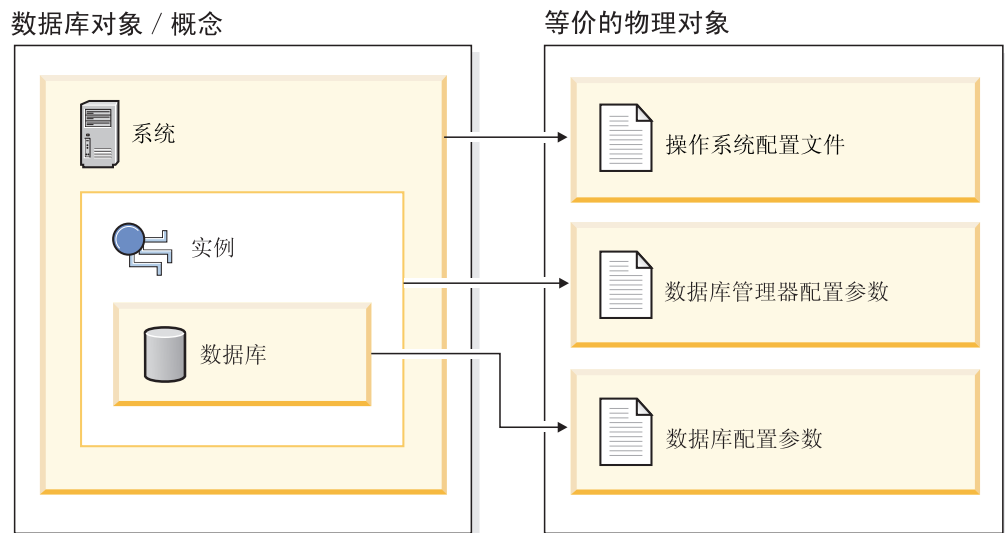 数据库对象 / 概念
等价的物理对象
系统
操作系统配置文件
实例
数据库管理器配置参数
数据库
数据库配置参数